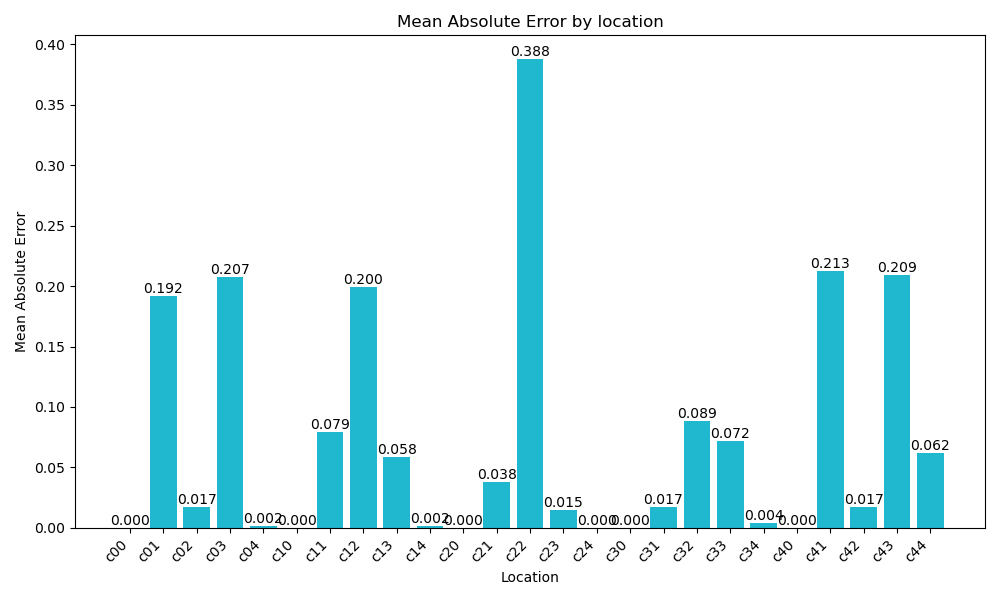 Mean Absolute Error by location
Mean Absolute Error
0.40
0.35
0.30
0.25
0.20
0.15
0.10
0.05
0.00
0.000
0.192
0.017
0.207
0.002
0.000
0.079
0.200
0.058
0.002
0.000
0.038
0.388
0.015
0.000
0.000
0.017
0.089
0.072
0.004
0.000
0.213
0.017
0.209
0.062
c00
c01
c02
c03
c04
c10
c11
c12
c13
c14
c20
c21
c22
c23
c24
c30
c31
c32
c33
c34
c40
c41
c42
c43
c44
Location